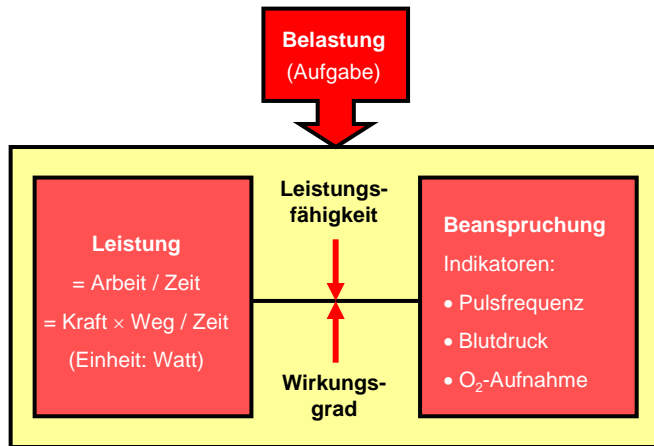 Belastung
(Aufgabe)
Leistung
= Arbeit / Zeit
= Kraft × Weg / Zeit
(Einheit: Watt)
Leistungs-
fähigkeit
Wirkungs-
grad
Beanspruchung
Indikatoren:
• Pulsfrequenz
• Blutdruck
• O₂-Aufnahme